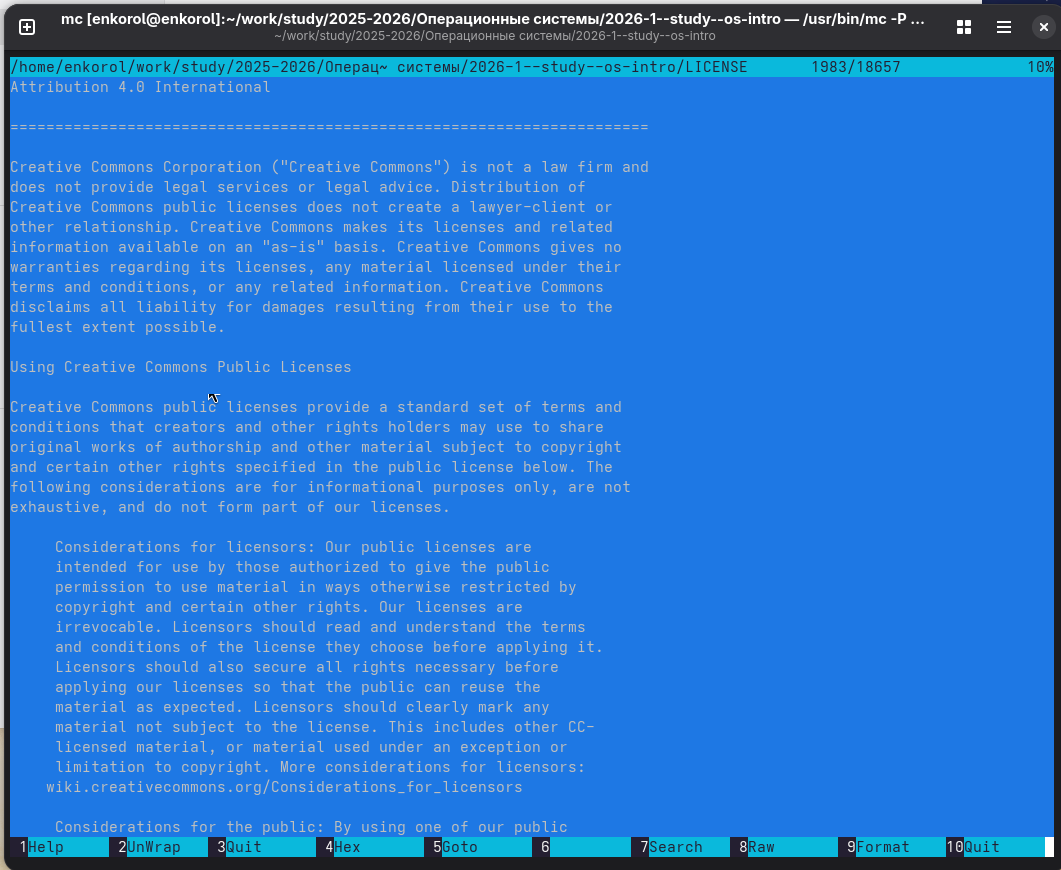 mc [enkorol@enkorol]:~/work/study/2025-2026/Операционные системы/2026-1--study--os-intro — /usr/bin/mc -P ...
~/work/study/2025-2026/Операционные системы/2026-1--study--os-intro
/home/enkorol/work/study/2025-2026/Операц~ системы/2026-1--study--os-intro/LICENSE 1983/18657 10%
Attribution 4.0 International
=======================================================================
Creative Commons Corporation ("Creative Commons") is not a law firm and
does not provide legal services or legal advice. Distribution of
Creative Commons public licenses does not create a lawyer-client or
other relationship. Creative Commons makes its licenses and related
information available on an "as-is" basis. Creative Commons gives no
warranties regarding its licenses, any material licensed under their
terms and conditions, or any related information. Creative Commons
disclaims all liability for damages resulting from their use to the
fullest extent possible.
Using Creative Commons Public Licenses
Creative Commons public licenses provide a standard set of terms and
conditions that creators and other rights holders may use to share
original works of authorship and other material subject to copyright
and certain other rights specified in the public license below. The
following considerations are for informational purposes only, are not
exhaustive, and do not form part of our licenses.
Considerations for licensors: Our public licenses are
intended for use by those authorized to give the public
permission to use material in ways otherwise restricted by
copyright and certain other rights. Our licenses are
irrevocable. Licensors should read and understand the terms
and conditions of the license they choose before applying it.
Licensors should also secure all rights necessary before
applying our licenses so that the public can reuse the
material as expected. Licensors should clearly mark any
material not subject to the license. This includes other CC-
licensed material, or material used under an exception or
limitation to copyright. More considerations for licensors:
wiki.creativecommons.org/Considerations_for_licensors
Considerations for the public: By using one of our public
1Help 2UnWrap 3Quit 4Hex 5Goto 6 7Search 8Raw 9Format 10Quit